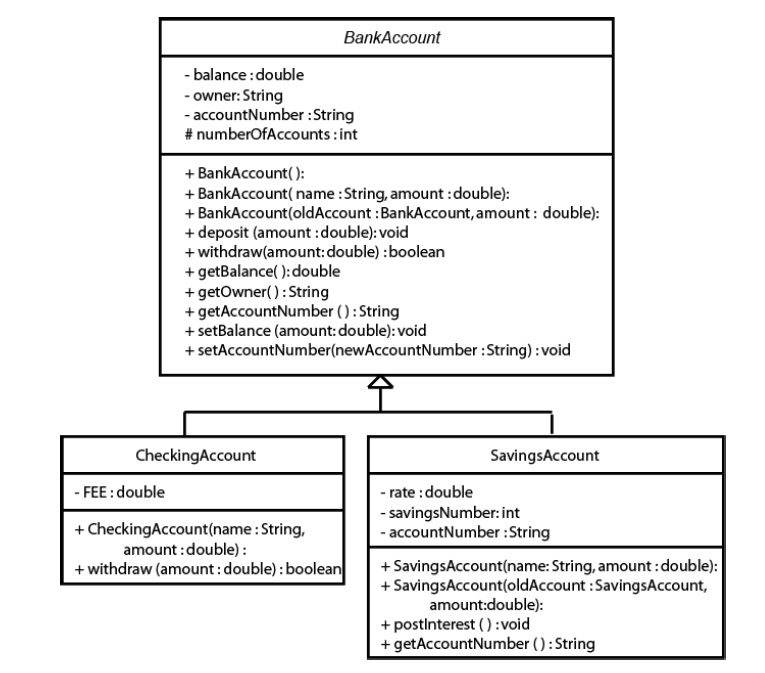 BankAccount
- balance : double
- owner: String
- accountNumber : String
# numberOfAccounts : int
+ BankAccount( ):
+ BankAccount( name : String, amount : double):
+ BankAccount(oldAccount : BankAccount, amount : double):
+ deposit (amount : double): void
+ withdraw(amount: double) : boolean
+ getBalance( ): double
+ getOwner( ) : String
+ getAccountNumber ( ) : String
+ setBalance (amount: double): void
+ setAccountNumber(newAccountNumber : String) : void
CheckingAccount
- FEE : double
+ CheckingAccount(name : String,
amount : double) :
+ withdraw (amount : double) : boolean
SavingsAccount
- rate : double
- savingsNumber: int
- accountNumber : String
+ SavingsAccount(name: String, amount : double):
+ SavingsAccount(oldAccount : SavingsAccount,
amount:double):
+ postInterest ( ) : void
+ getAccountNumber ( ) : String